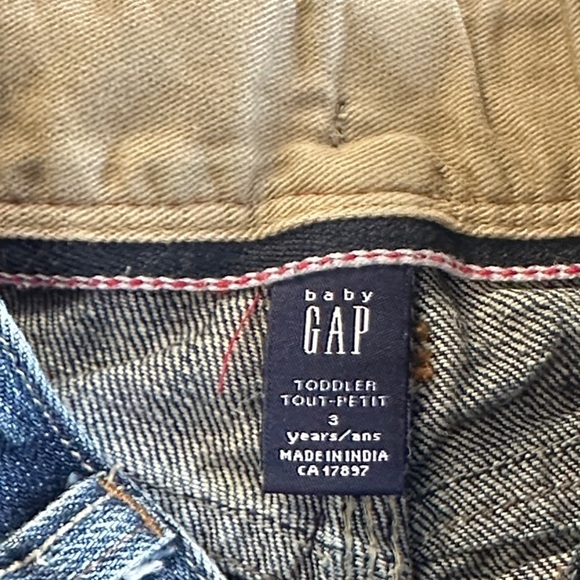 baby
GAP
TODDLER
TOUT-PETIT
3
years/ans
MADE IN INDIA
CA 17897